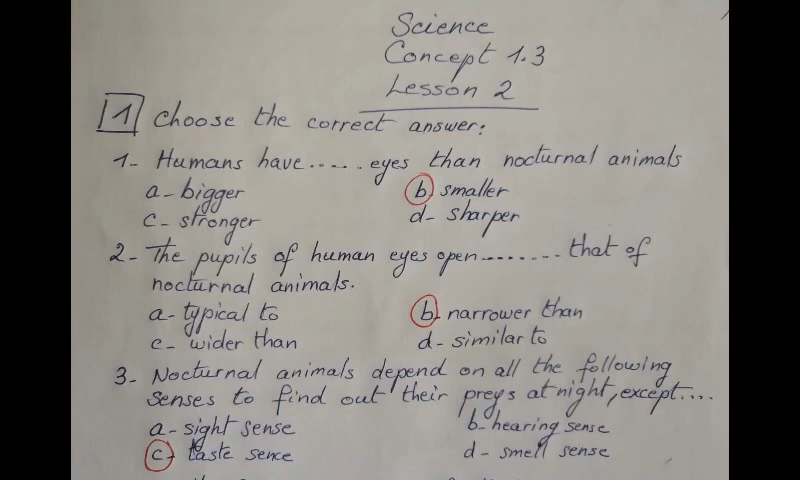 Science
Concept 1.3
Lesson 2
1 Choose the correct answer:
1- Humans have ..... eyes than nocturnal animals
a- bigger b- smaller
c- stronger d- sharper
2- The pupils of human eyes open ........ that of
nocturnal animals.
a- typical to b- narrower than
c- wider than d- similar to
3- Nocturnal animals depend on all the following
senses to find out their preys at night, except....
a- sight sense b- hearing sense
c- taste sence d- smell sense